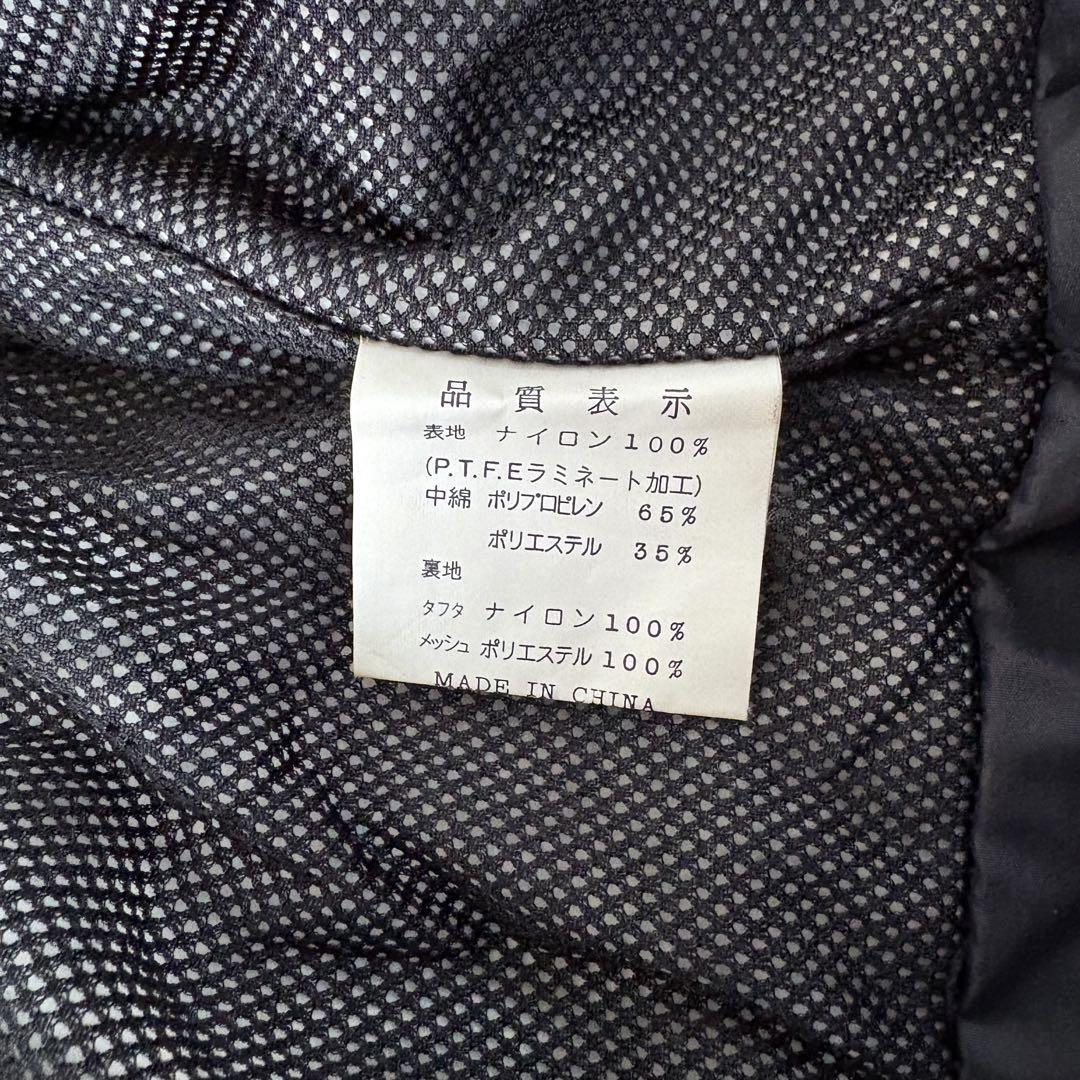 品質表示
表地 ナイロン100%
(P.T.F.Eラミネート加工)
中綿 ポリプロピレン 65%
ポリエステル 35%
裏地
タフタ ナイロン100%
メッシュ ポリエステル100%
MADE IN CHINA